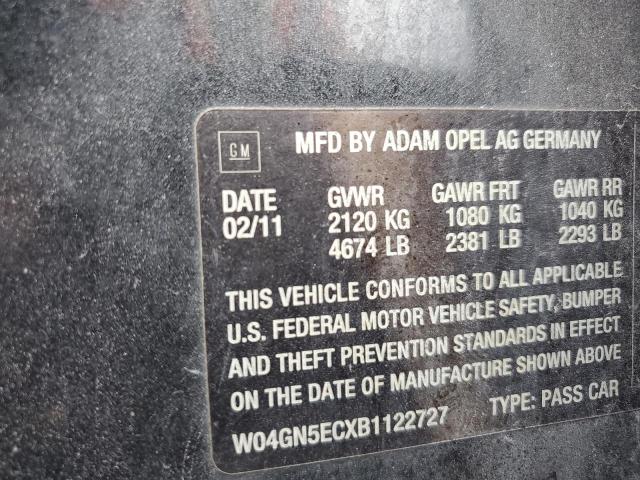 GM MFD BY ADAM OPEL AG GERMANY
DATE GVWR GAWR FRT GAWR RR
02/11 2120 KG 1080 KG 1040 KG
4674 LB 2381 LB 2293 LB
THIS VEHICLE CONFORMS TO ALL APPLICABLE
U.S. FEDERAL MOTOR VEHICLE SAFETY, BUMPER
AND THEFT PREVENTION STANDARDS IN EFFECT
ON THE DATE OF MANUFACTURE SHOWN ABOVE
W04GN5ECXB1122727 TYPE: PASS CAR